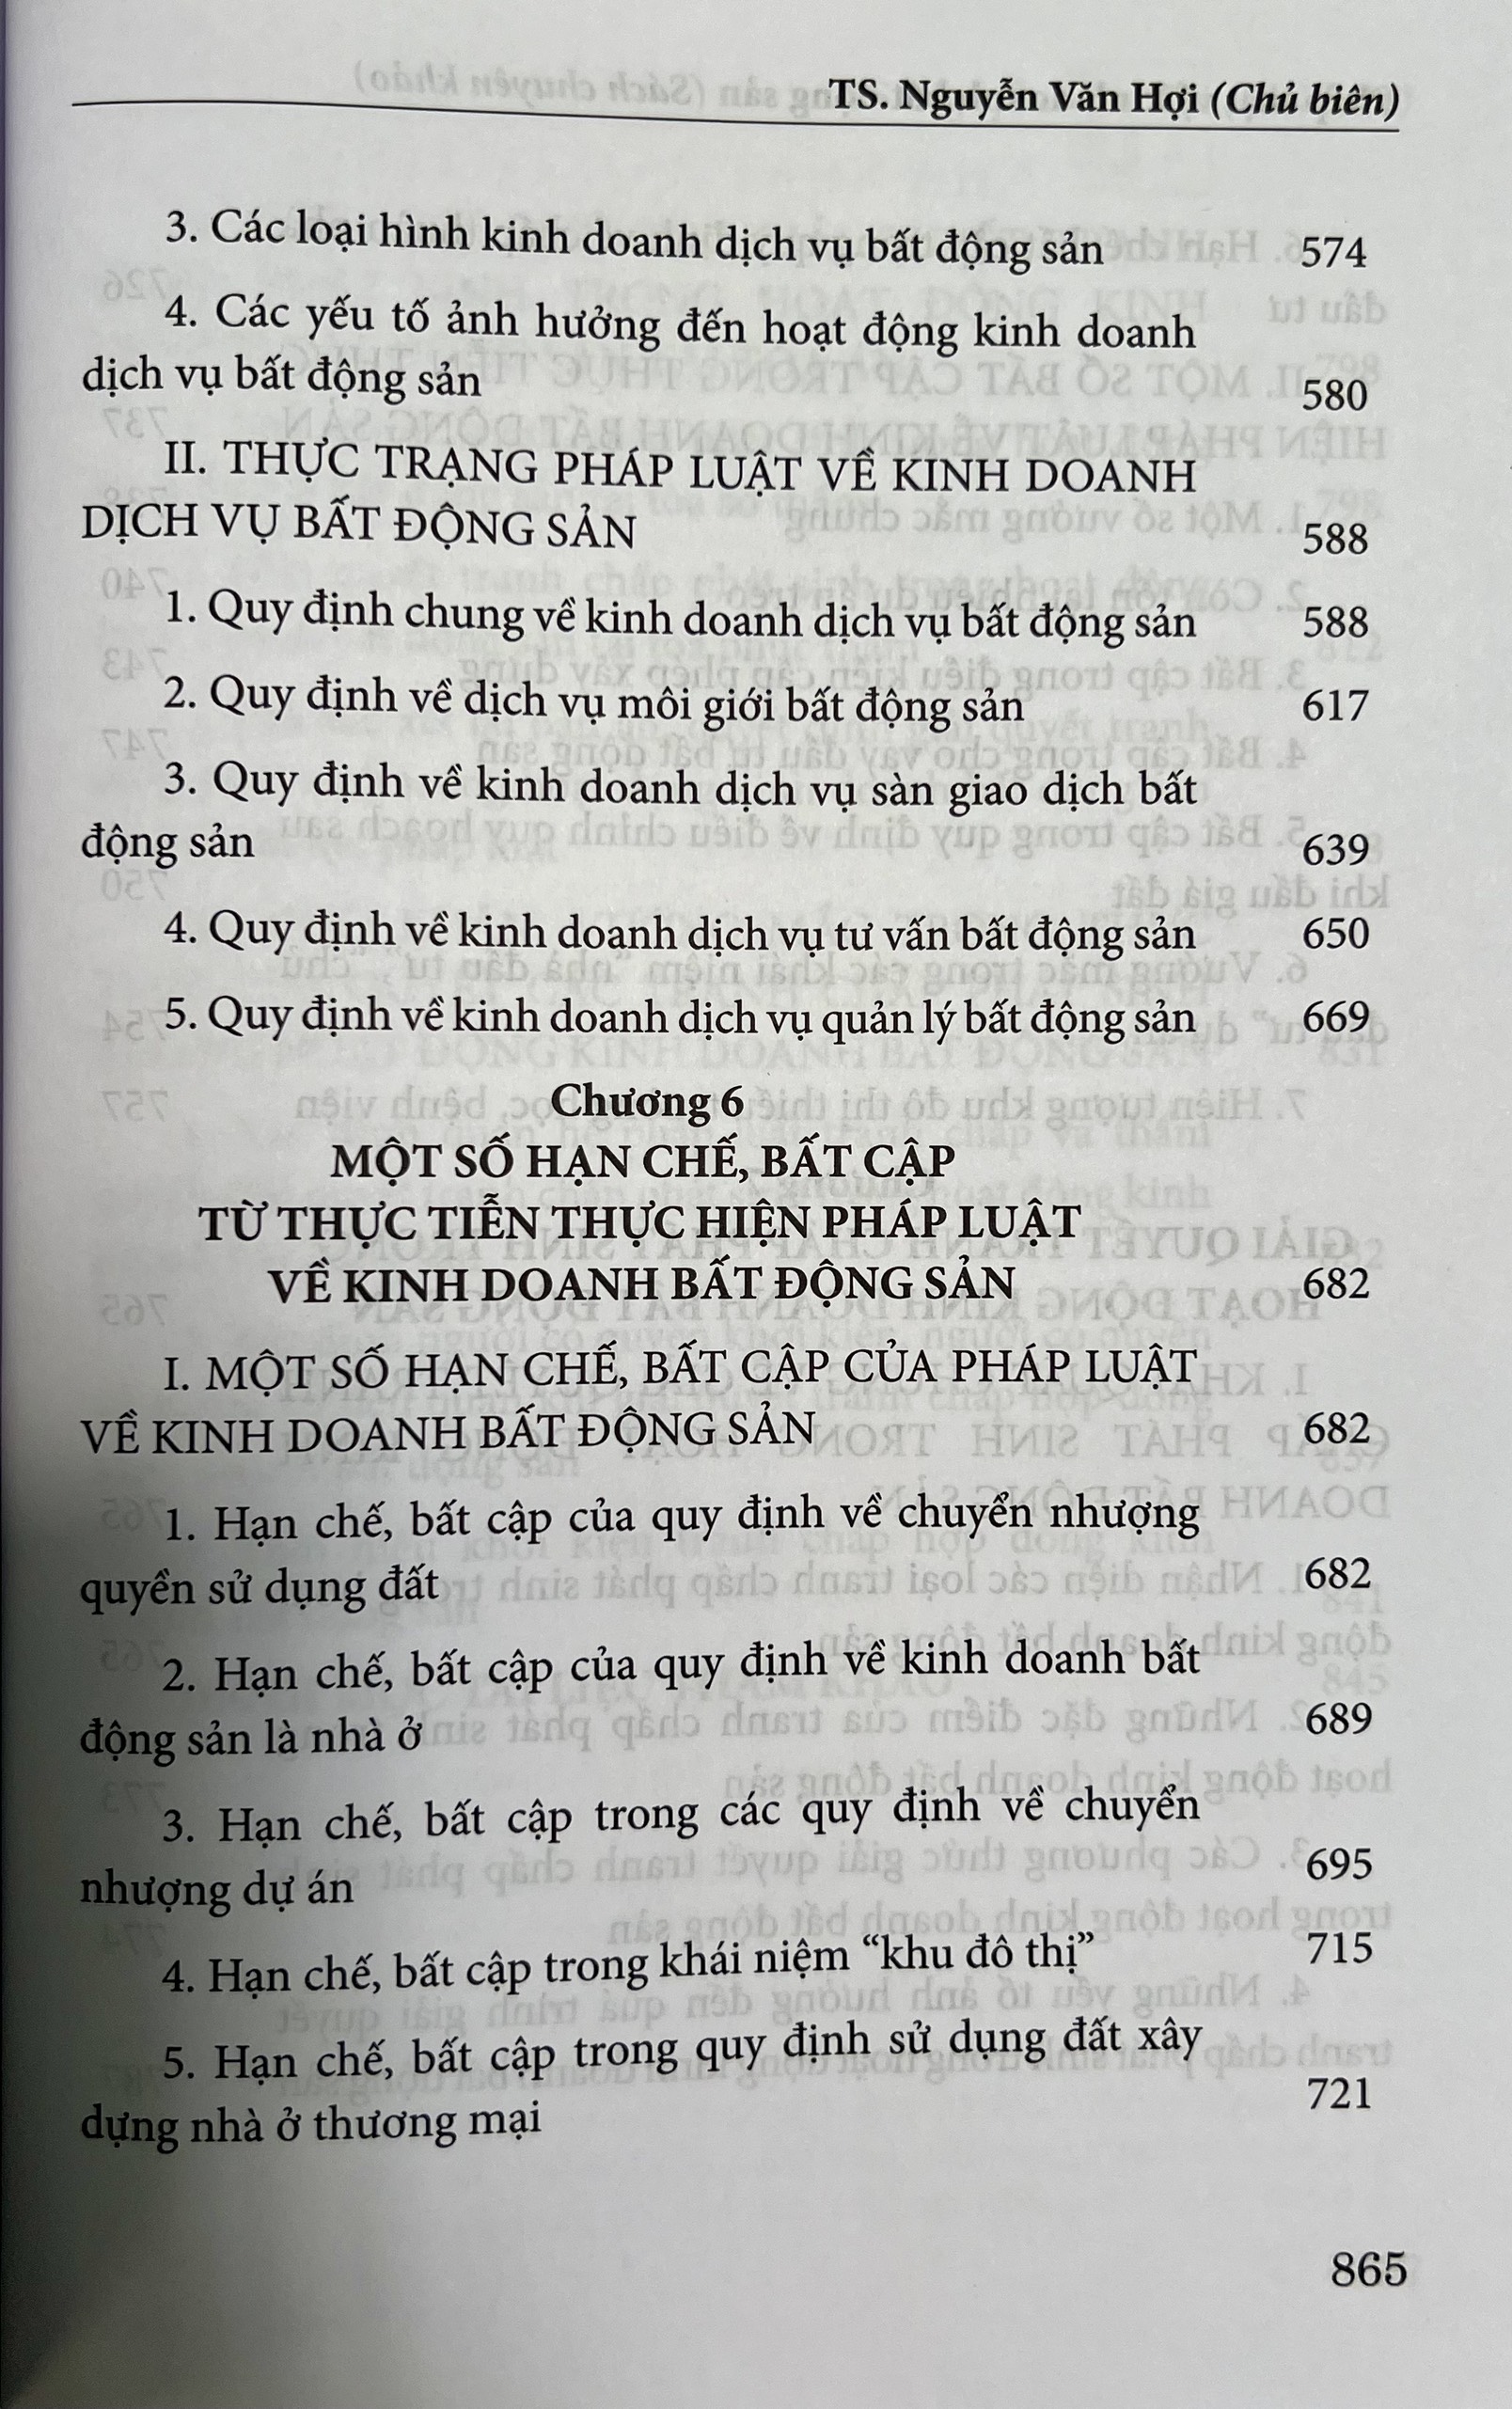 TS. Nguyễn Văn Hợi (Chủ biên)
3. Các loại hình kinh doanh dịch vụ bất động sản 574
4. Các yếu tố ảnh hưởng đến hoạt động kinh doanh
dịch vụ bất động sản 580
II. THỰC TRẠNG PHÁP LUẬT VỀ KINH DOANH
DỊCH VỤ BẤT ĐỘNG SẢN 588
1. Quy định chung về kinh doanh dịch vụ bất động sản 588
2. Quy định về dịch vụ môi giới bất động sản 617
3. Quy định về kinh doanh dịch vụ sàn giao dịch bất
động sản 639
4. Quy định về kinh doanh dịch vụ tư vấn bất động sản 650
5. Quy định về kinh doanh dịch vụ quản lý bất động sản 669
Chương 6
MỘT SỐ HẠN CHẾ, BẤT CẬP
TỪ THỰC TIỄN THỰC HIỆN PHÁP LUẬT
VỀ KINH DOANH BẤT ĐỘNG SẢN 682
I. MỘT SỐ HẠN CHẾ, BẤT CẬP CỦA PHÁP LUẬT
VỀ KINH DOANH BẤT ĐỘNG SẢN 682
1. Hạn chế, bất cập của quy định về chuyển nhượng
quyền sử dụng đất 682
2. Hạn chế, bất cập của quy định về kinh doanh bất
động sản là nhà ở 689
3. Hạn chế, bất cập trong các quy định về chuyển
nhượng dự án 695
4. Hạn chế, bất cập trong khái niệm “khu đô thị” 715
5. Hạn chế, bất cập trong quy định sử dụng đất xây
dựng nhà ở thương mại 721
865